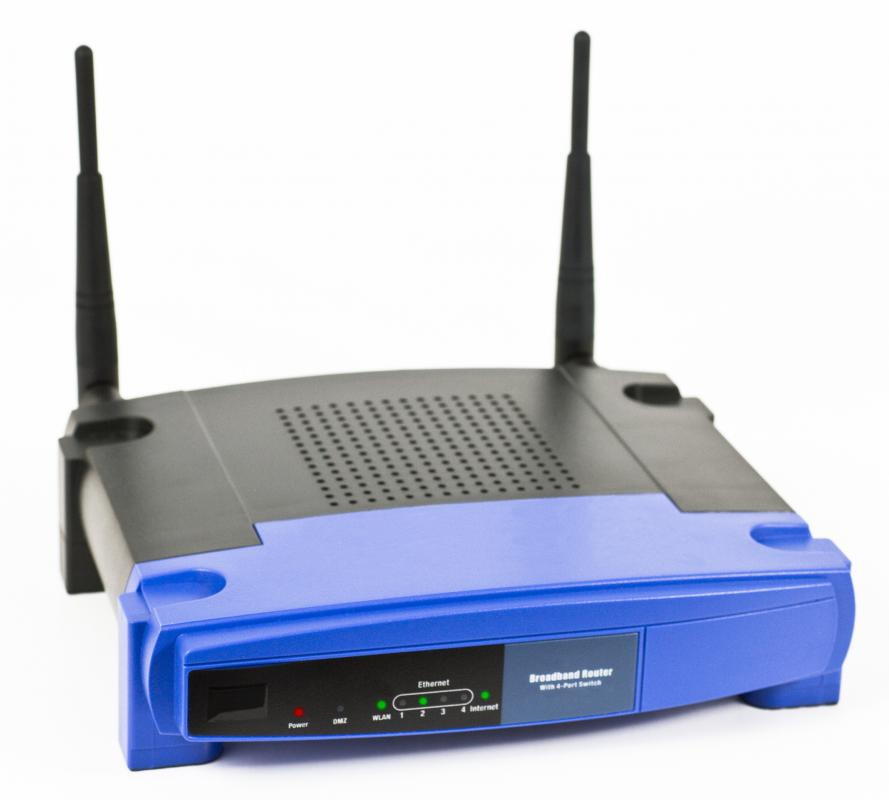 Ethernet
Power DMZ WLAN 1 2 3 4 Internet
Broadband Router
With 4-Port Switch